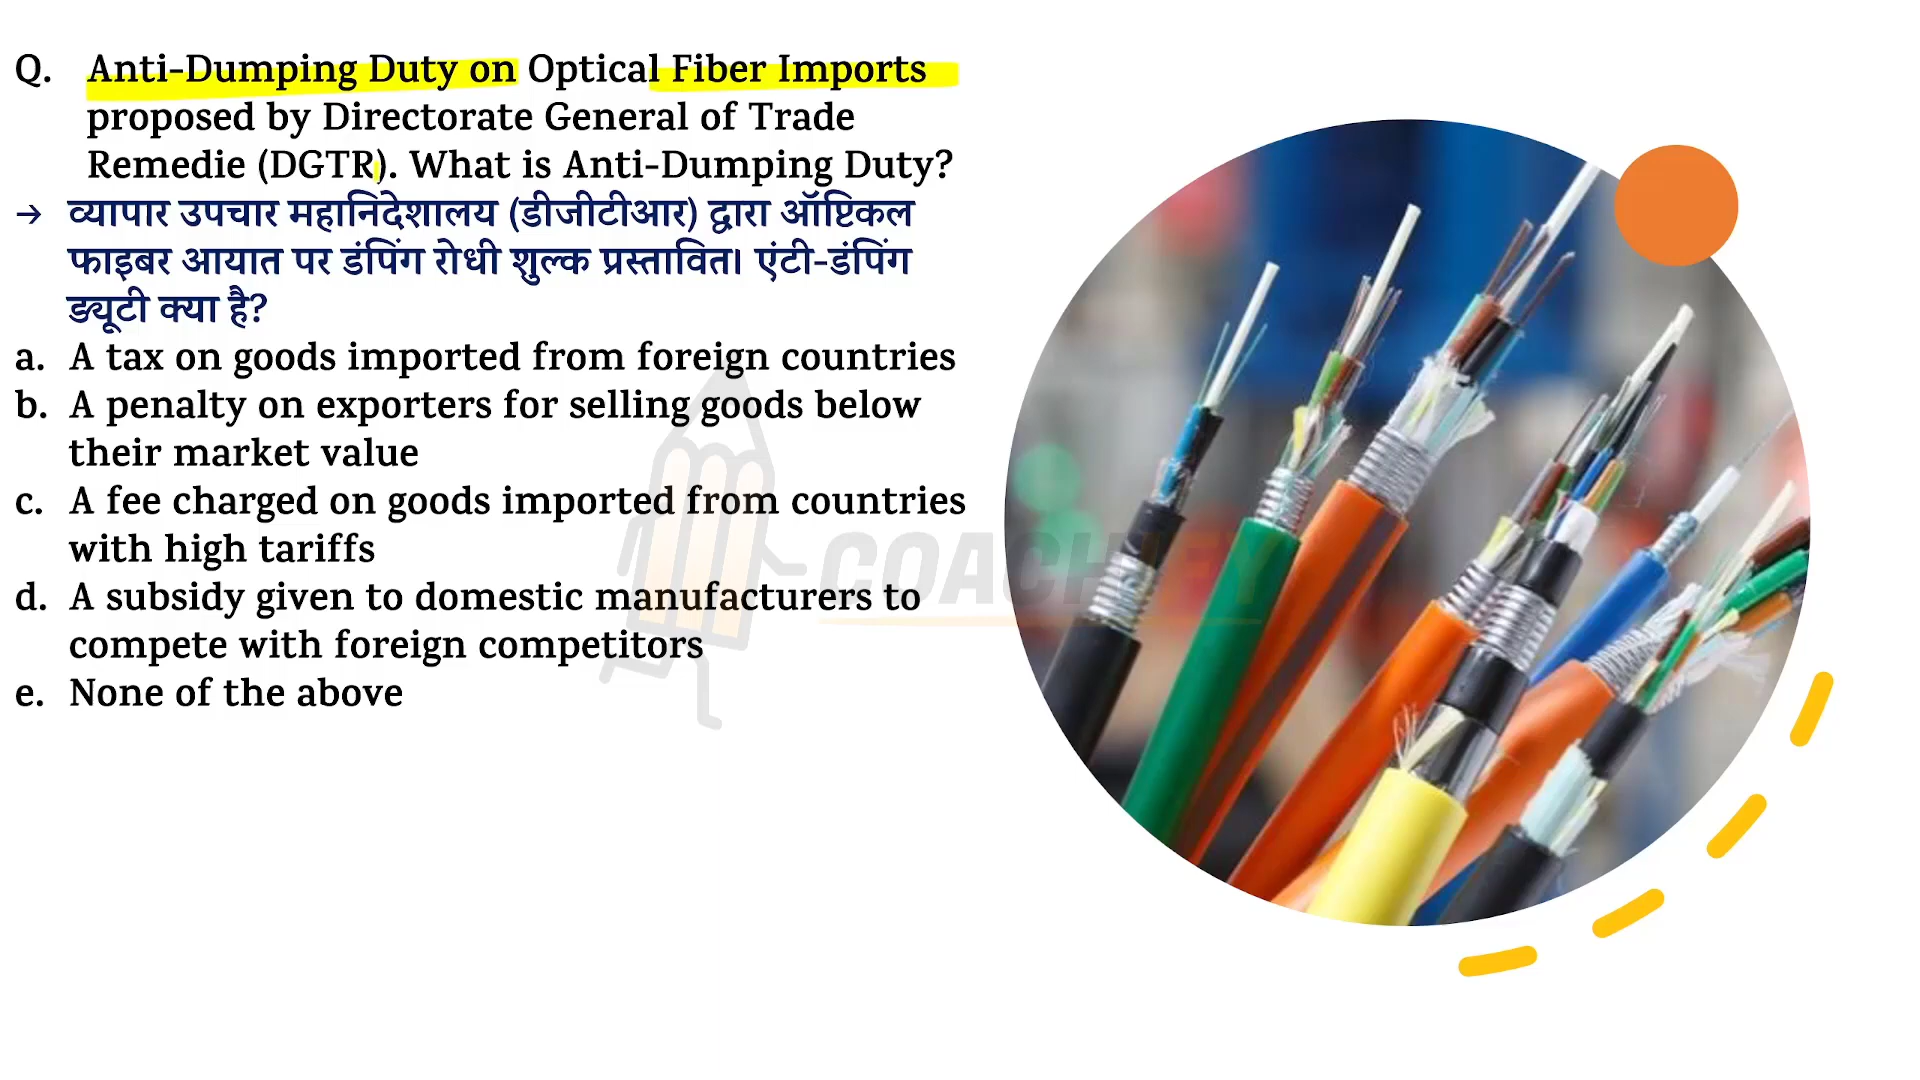 Q. Anti-Dumping Duty on Optical Fiber Imports
proposed by Directorate General of Trade
Remedie (DGTR). What is Anti-Dumping Duty?
→ व्यापार उपचार महानिदेशालय (डीजीटीआर) द्वारा ऑप्टिकल
फाइबर आयात पर डंपिंग रोधी शुल्क प्रस्तावित। एंटी-डंपिंग
ड्यूटी क्या है?
a. A tax on goods imported from foreign countries
b. A penalty on exporters for selling goods below
their market value
c. A fee charged on goods imported from countries
with high tariffs
d. A subsidy given to domestic manufacturers to
compete with foreign competitors
e. None of the above